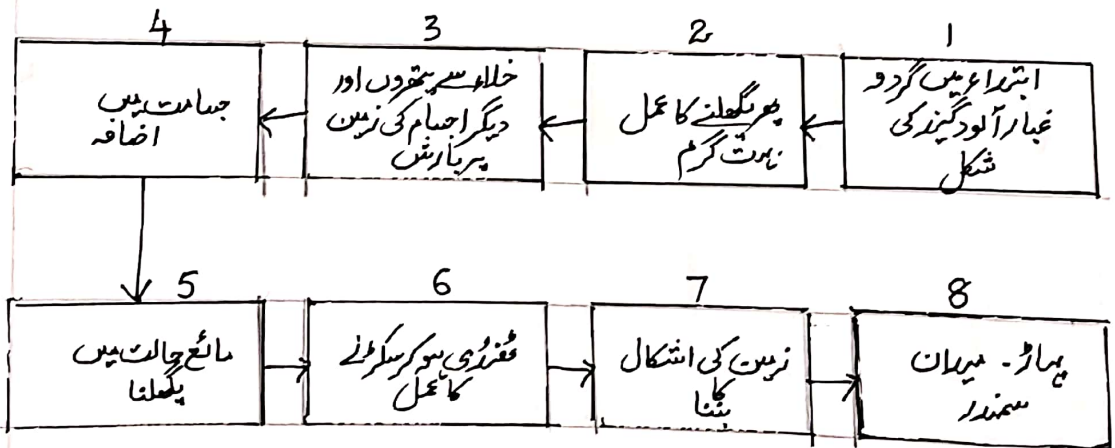 1
ابتداء میں گرد و
غبار آلود گیند کی
شکل
2
پھر پگھلنے کا عمل
نہایت گرم
3
خلاء سے پتھروں اور
دیگر اجسام کی زمین
پر بارش
4
جسامت میں
اضافہ
5
مائع حالت میں
پگھلنا
6
ٹھنڈی ہو کر سکڑنے
کا عمل
7
زمین کی اشکال
کا
بننا
8
پہاڑ - میدان
سمندر